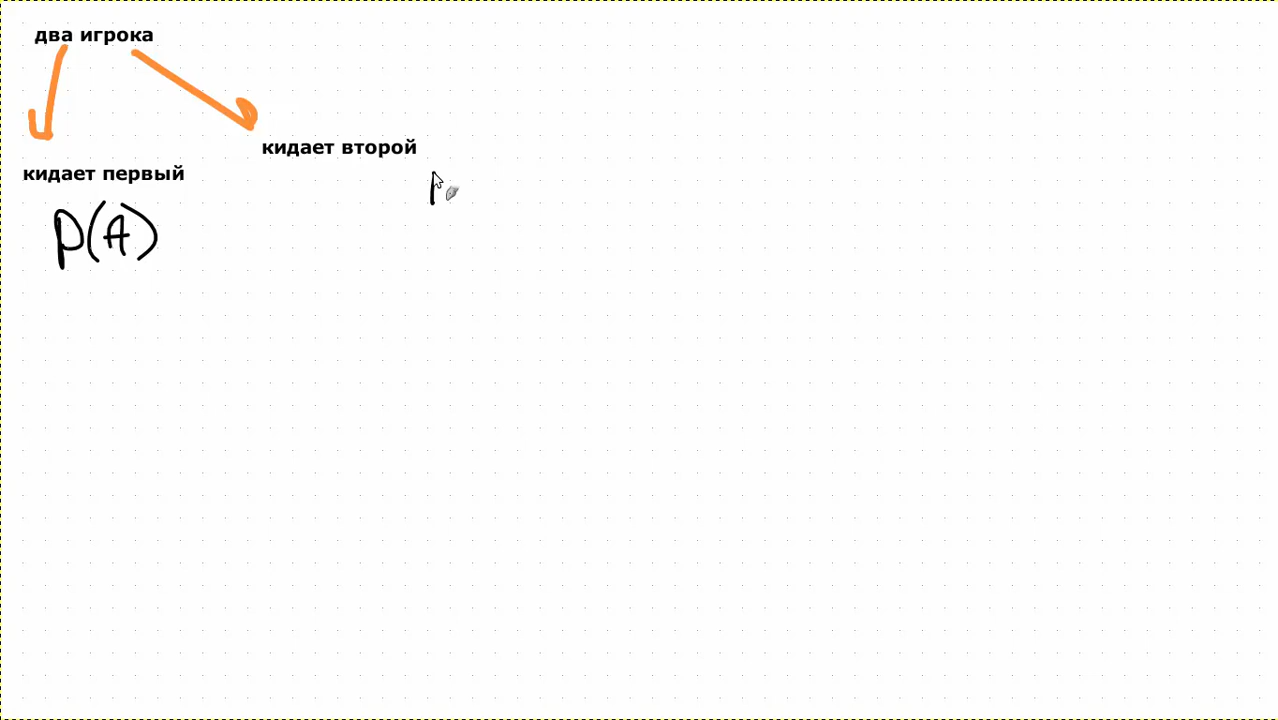 два игрока
кидает второй
кидает первый
P(A)